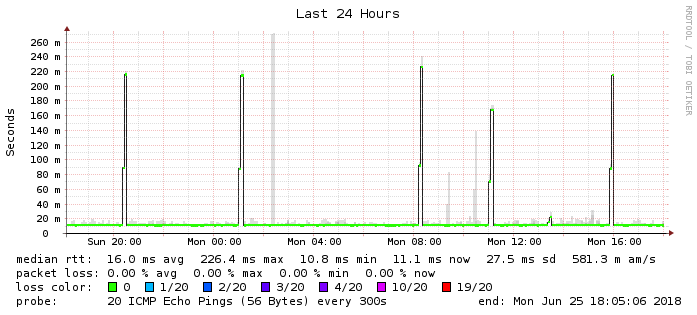 Last 24 Hours
RRDTOOL / TOBI OETIKER
Seconds
260 m
240 m
220 m
200 m
180 m
160 m
140 m
120 m
100 m
80 m
60 m
40 m
20 m
0
Sun 20:00 Mon 00:00 Mon 04:00 Mon 08:00 Mon 12:00 Mon 16:00
median rtt: 16.0 ms avg 226.4 ms max 10.8 ms min 11.1 ms now 27.5 ms sd 581.3 m am/s
packet loss: 0.00 % avg 0.00 % max 0.00 % min 0.00 % now
loss color: 0 1/20 2/20 3/20 4/20 10/20 19/20
probe: 20 ICMP Echo Pings (56 Bytes) every 300s end: Mon Jun 25 18:05:06 2018